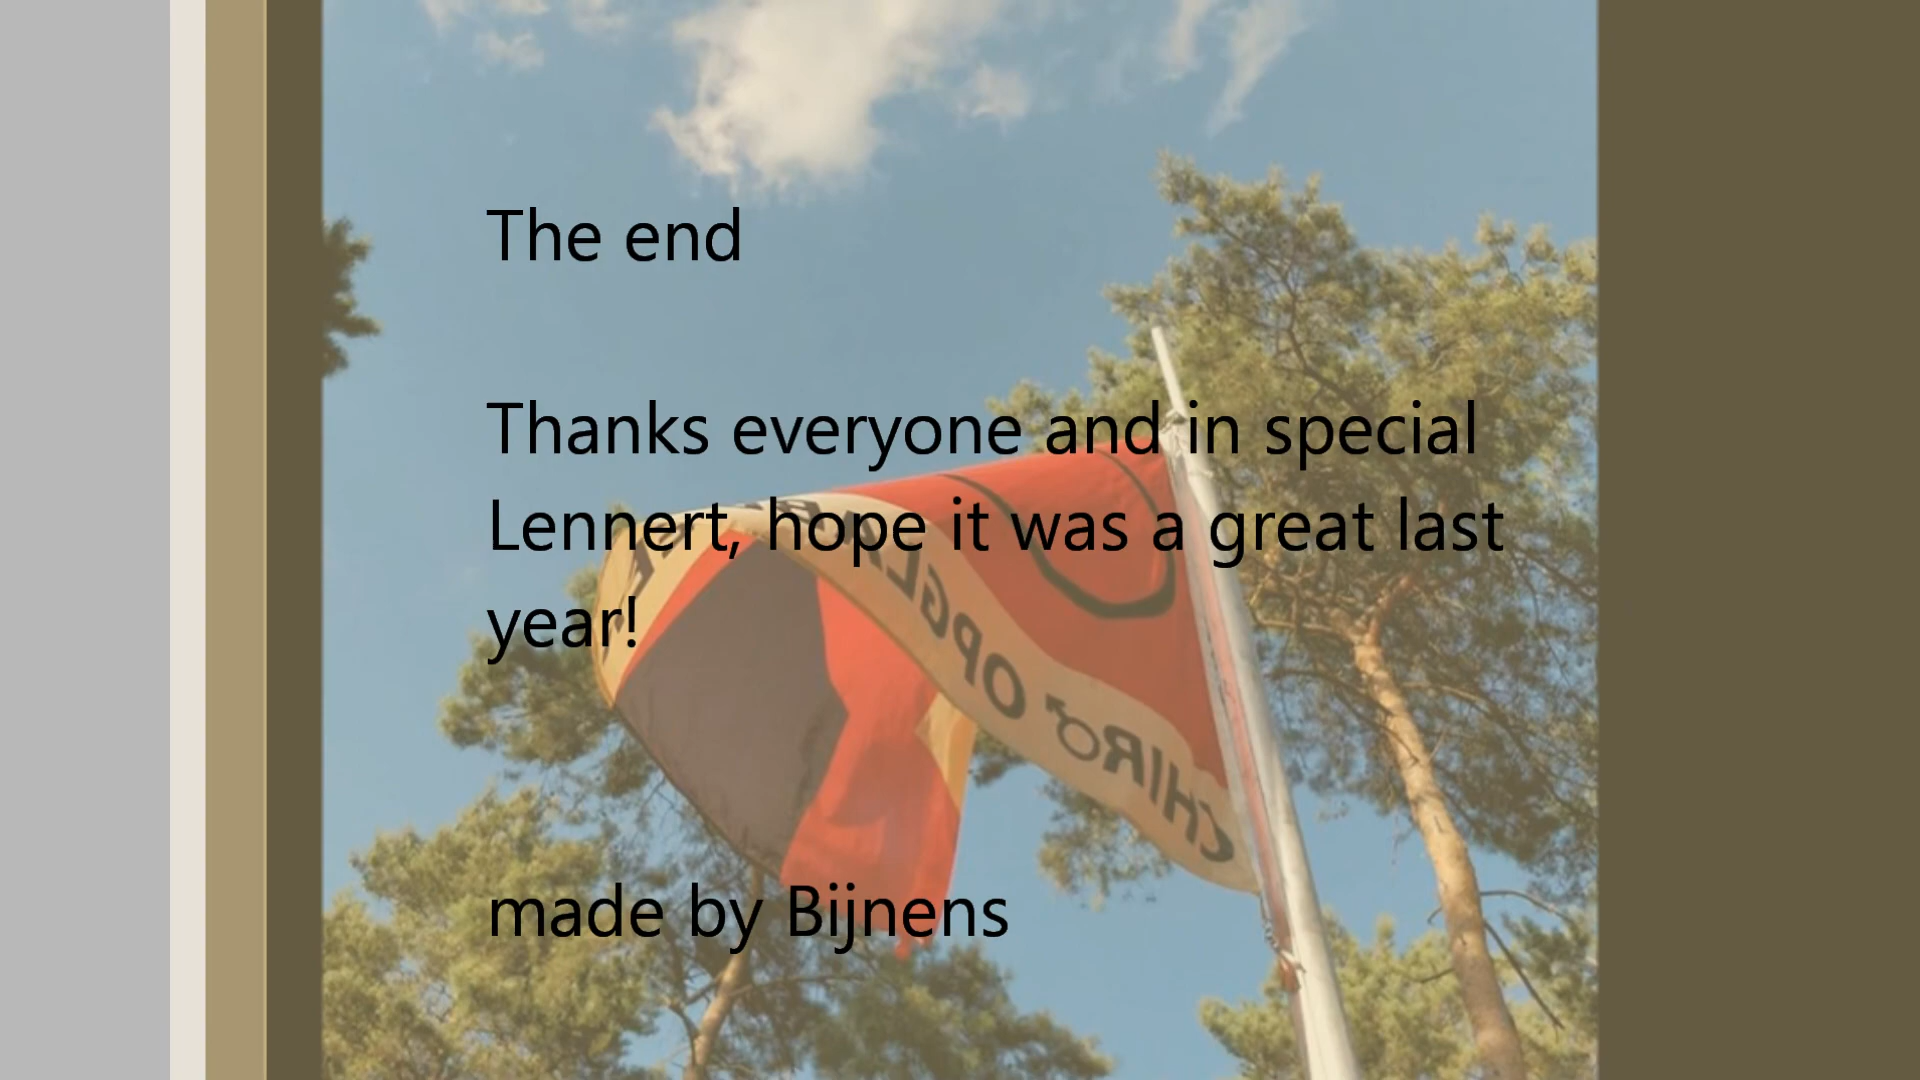 The end
Thanks everyone and in special
Lennert, hope it was a great last
year!
CHIRO OPGL
made by Bijnens